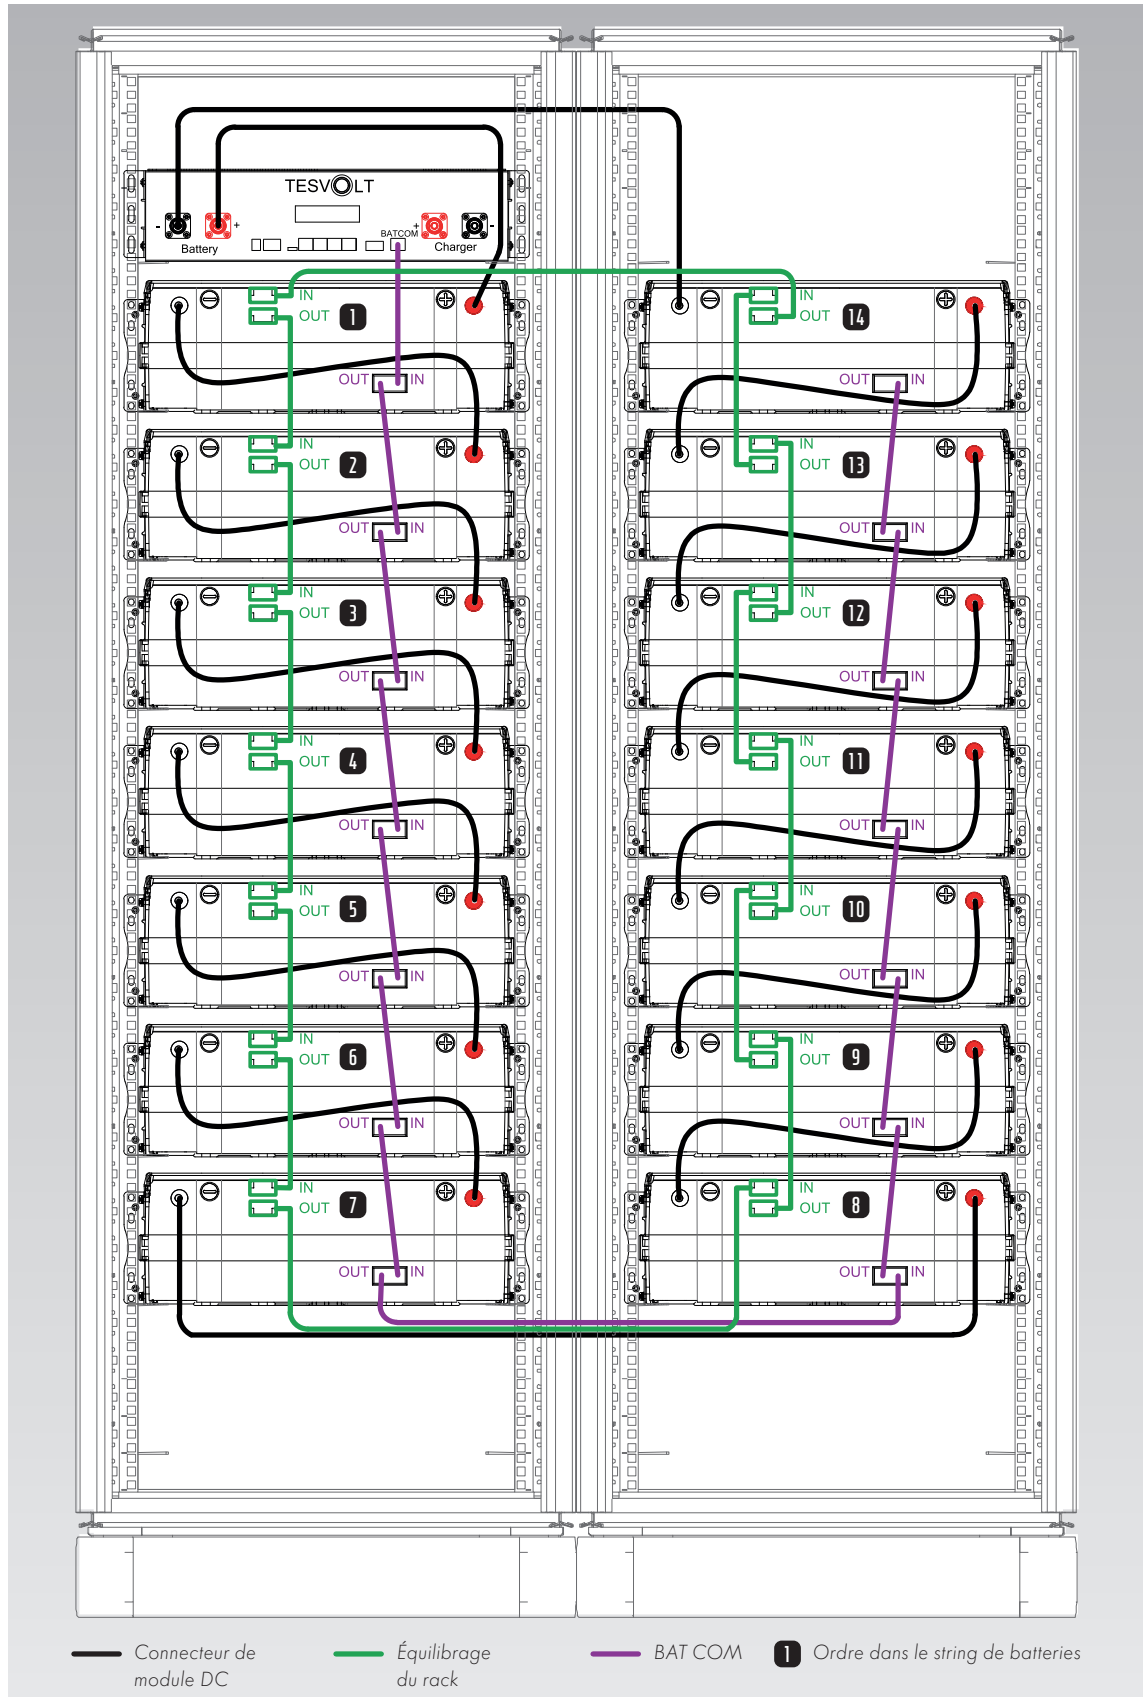 TESVOLT
- + + -
BATCOM
Battery Charger
IN
OUT 1
OUT IN
IN
OUT 2
OUT IN
IN
OUT 3
OUT IN
IN
OUT 4
OUT IN
IN
OUT 5
OUT IN
IN
OUT 6
OUT IN
IN
OUT 7
OUT IN
IN
OUT 14
OUT IN
IN
OUT 13
OUT IN
IN
OUT 12
OUT IN
IN
OUT 11
OUT IN
IN
OUT 10
OUT IN
IN
OUT 9
OUT IN
IN
OUT 8
OUT IN
Connecteur de
module DC
Équilibrage
du rack
BAT COM
1 Ordre dans le string de batteries